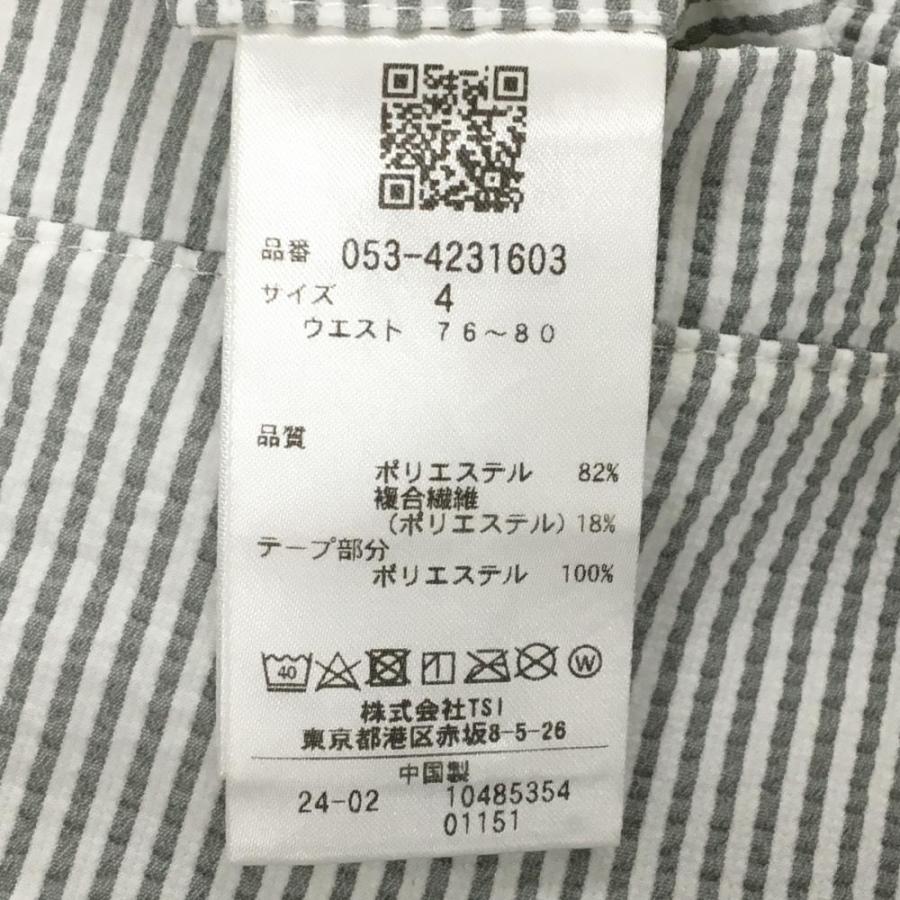 品番 053-4231603
サイズ 4
ウエスト 76～80
品質
ポリエステル 82%
複合繊維
(ポリエステル) 18%
テープ部分
ポリエステル 100%
40 W
株式会社TSI
東京都港区赤坂8-5-26
中国製
24-02 10485354
01151